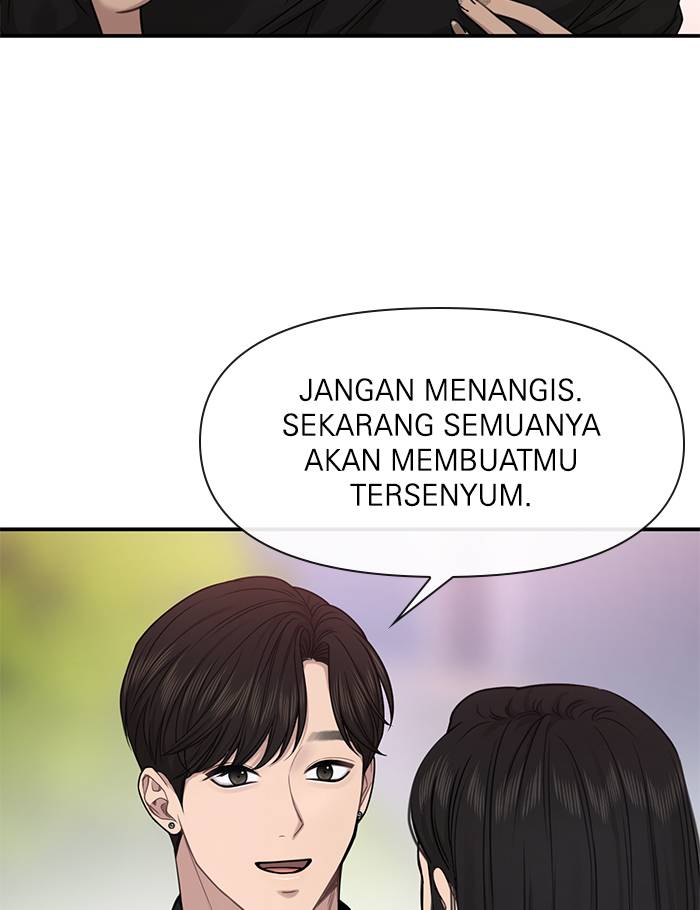 JANGAN MENANGIS.
SEKARANG SEMUANYA
AKAN MEMBUATMU
TERSENYUM.